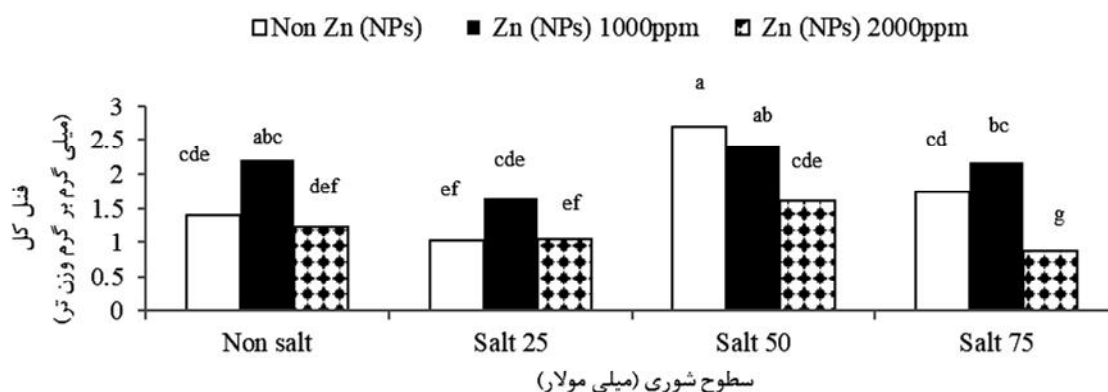 Non Zn (NPs) Zn (NPs) 1000ppm Zn (NPs) 2000ppm
فنل کل
(میلی گرم بر گرم وزن تر)
3
2.5
2
1.5
1
0.5
0
cde abc def
ef cde ef
a ab cde
cd bc g
Non salt Salt 25 Salt 50 Salt 75
سطوح شوری (میلی مولار)